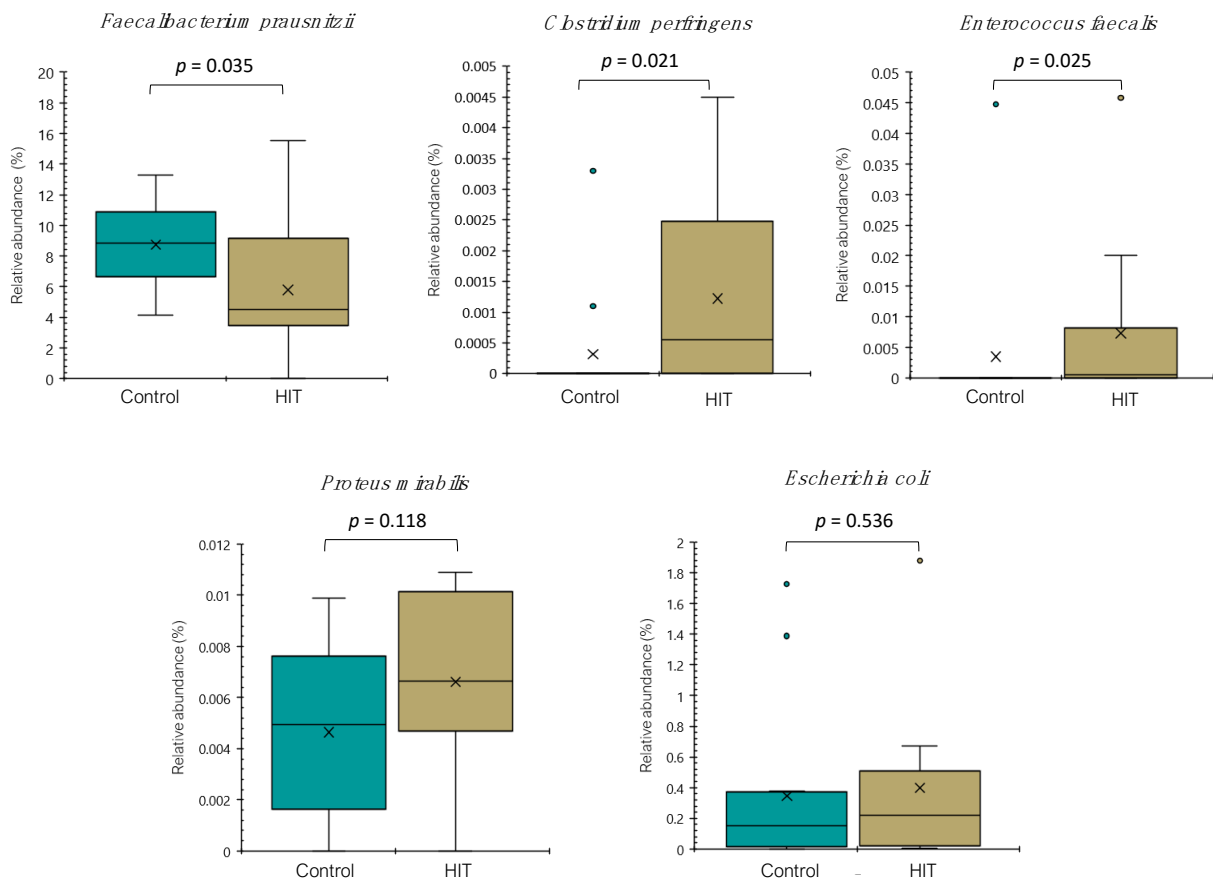 Faecalibacterium prausnitzii
p = 0.035
Relative abundance (%)
20
18
16
14
12
10
8
6
4
2
0
Control
HIT
Clostridium perfringens
p = 0.021
Relative abundance (%)
0.005
0.0045
0.004
0.0035
0.003
0.0025
0.002
0.0015
0.001
0.0005
0
Control
HIT
Enterococcus faecalis
p = 0.025
Relative abundance (%)
0.05
0.045
0.04
0.035
0.03
0.025
0.02
0.015
0.01
0.005
0
Control
HIT
Proteus mirabilis
p = 0.118
Relative abundance (%)
0.012
0.01
0.008
0.006
0.004
0.002
0
Control
HIT
Escherichia coli
p = 0.536
Relative abundance (%)
2
1.8
1.6
1.4
1.2
1
0.8
0.6
0.4
0.2
0
Control
HIT